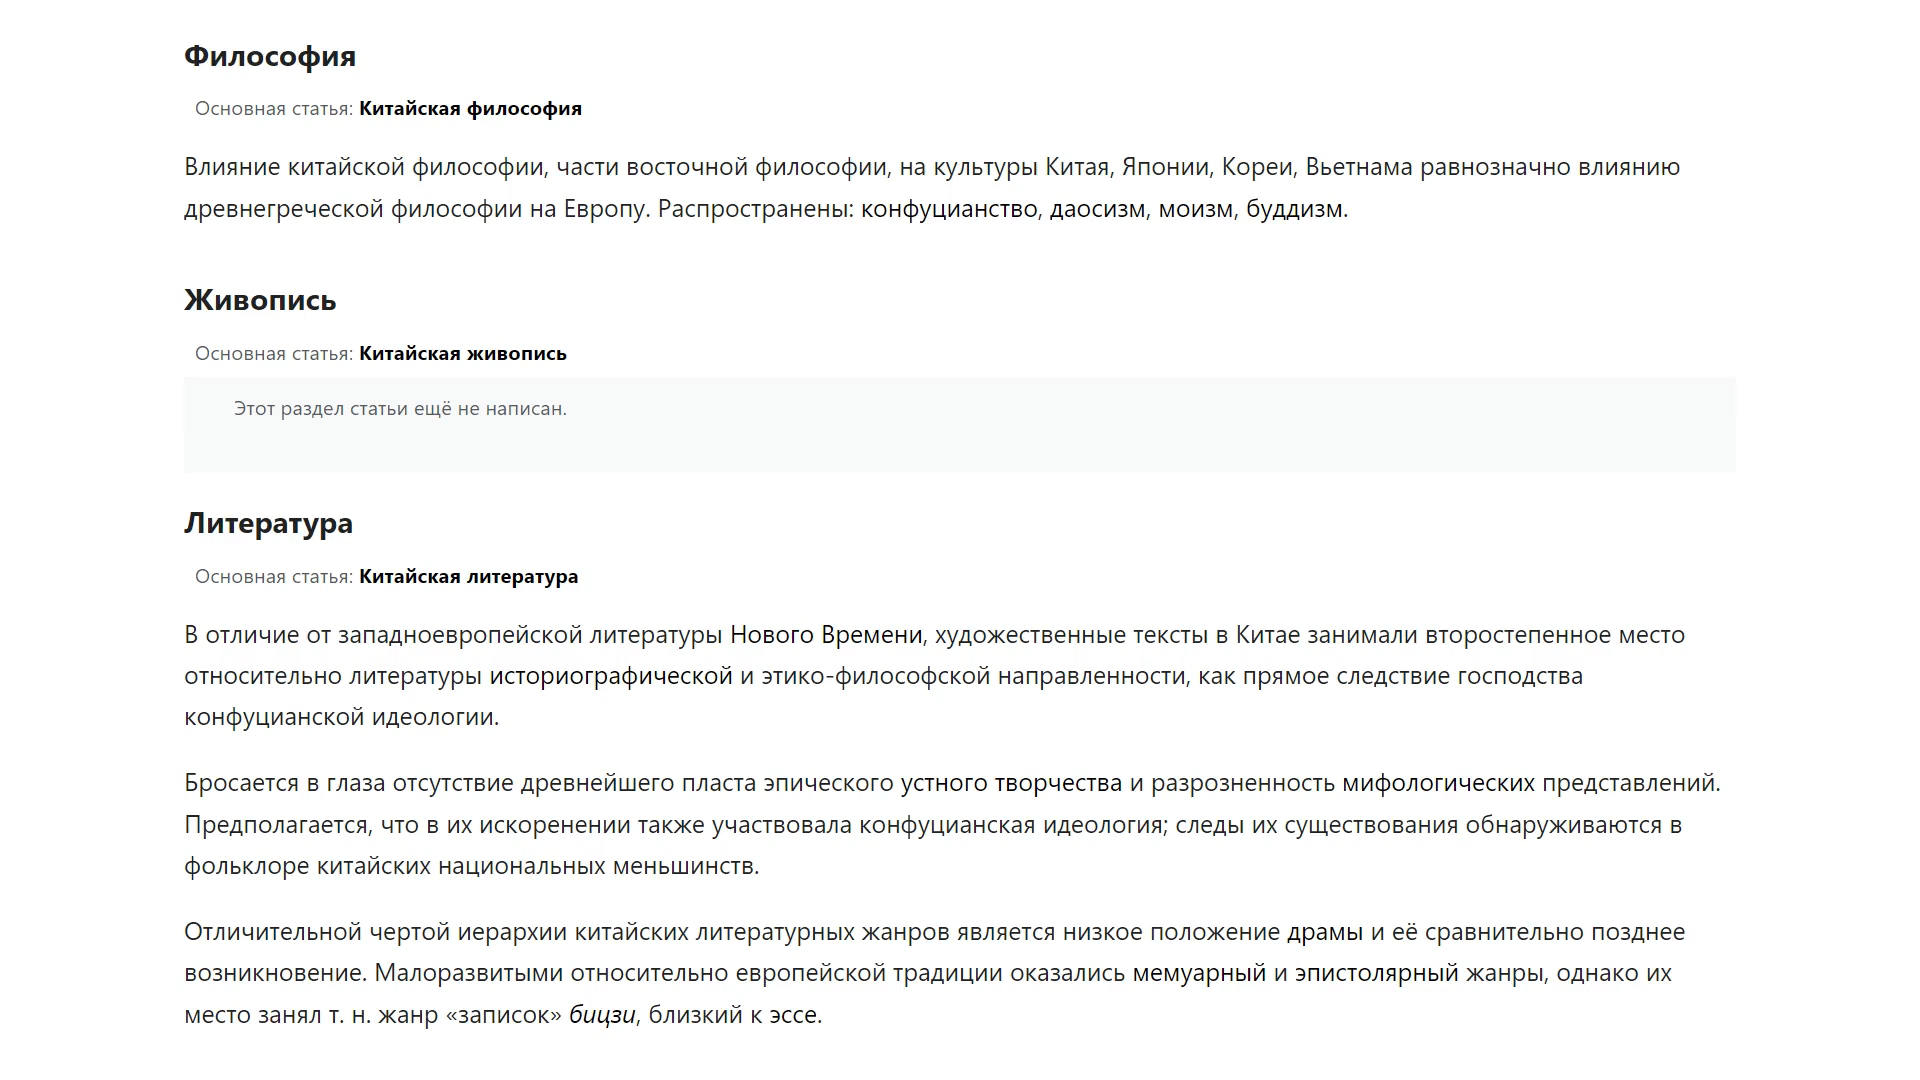 Философия
Основная статья: Китайская философия
Влияние китайской философии, части восточной философии, на культуры Китая, Японии, Кореи, Вьетнама равнозначно влиянию
древнегреческой философии на Европу. Распространены: конфуцианство, даосизм, моизм, буддизм.
Живопись
Основная статья: Китайская живопись
Этот раздел статьи ещё не написан.
Литература
Основная статья: Китайская литература
В отличие от западноевропейской литературы Нового Времени, художественные тексты в Китае занимали второстепенное место
относительно литературы историографической и этико-философской направленности, как прямое следствие господства
конфуцианской идеологии.
Бросается в глаза отсутствие древнейшего пласта эпического устного творчества и разрозненность мифологических представлений.
Предполагается, что в их искоренении также участвовала конфуцианская идеология; следы их существования обнаруживаются в
фольклоре китайских национальных меньшинств.
Отличительной чертой иерархии китайских литературных жанров является низкое положение драмы и её сравнительно позднее
возникновение. Малоразвитыми относительно европейской традиции оказались мемуарный и эпистолярный жанры, однако их
место занял т. н. жанр «записок» бицзи, близкий к эссе.